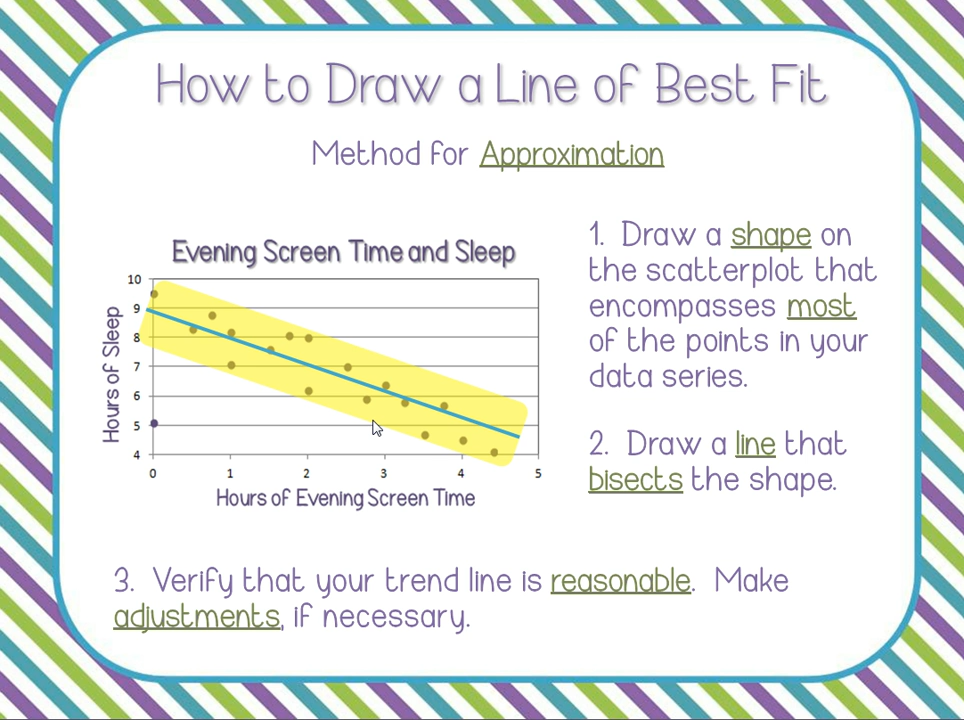 How to Draw a Line of Best Fit
Method for Approximation
Evening Screen Time and Sleep
10
9
8
7
6
5
4
Hours of Sleep
0 1 2 3 4 5
Hours of Evening Screen Time
1. Draw a shape on
the scatterplot that
encompasses most
of the points in your
data series.
2. Draw a line that
bisects the shape.
3. Verify that your trend line is reasonable. Make
adjustments, if necessary.